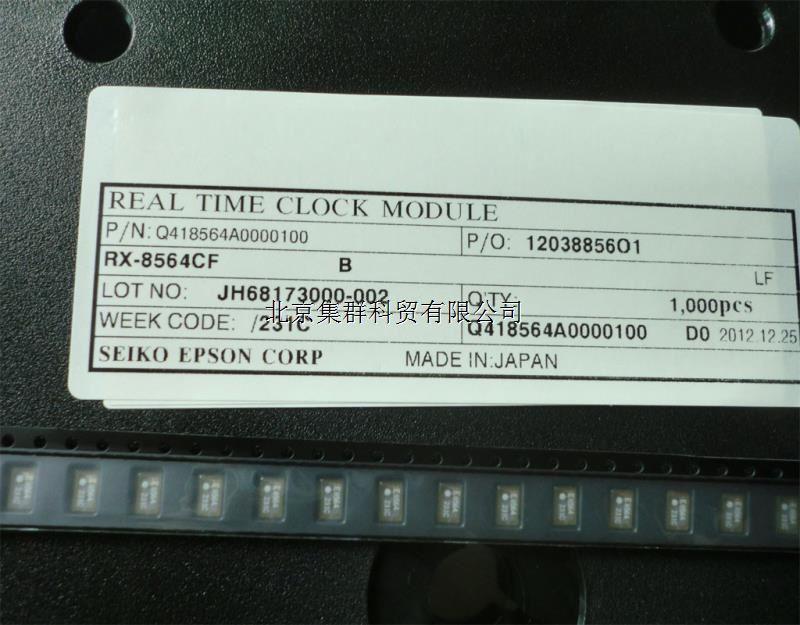 REAL TIME CLOCK MODULE
P/N: Q418564A0000100 P/O: 1203885601
RX-8564CF B LF
LOT NO: JH68173000-002 Q'TY: 1,000pcs
北京集群科贸有限公司
WEEK CODE: /231C Q418564A0000100 D0 2012.12.25
SEIKO EPSON CORP MADE IN:JAPAN